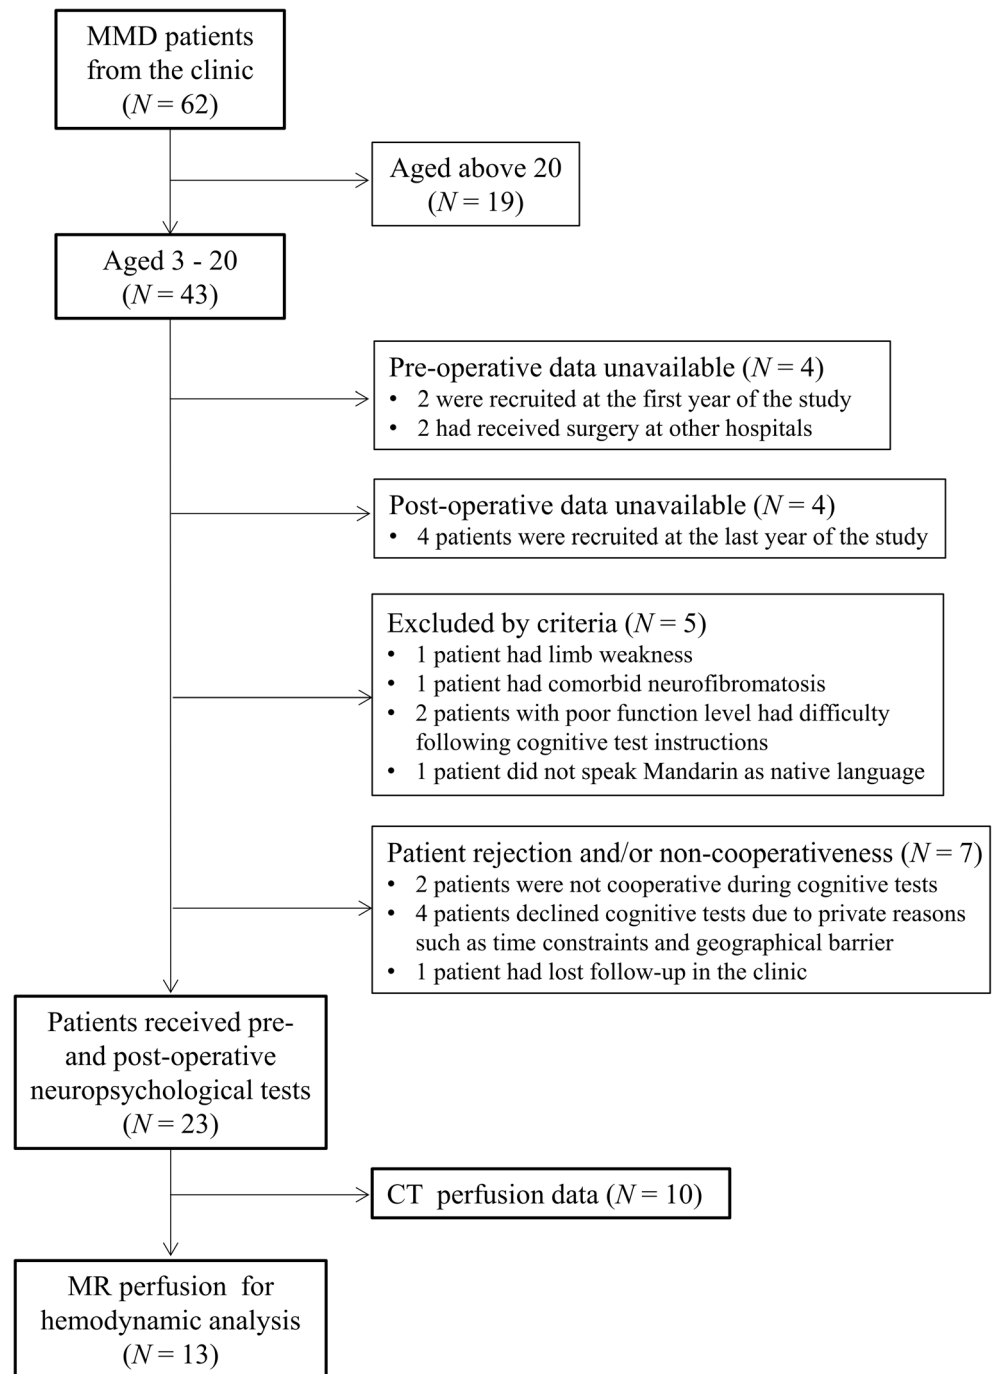 MMD patients
from the clinic
(N = 62)
Aged above 20
(N = 19)
Aged 3 - 20
(N = 43)
Pre-operative data unavailable (N = 4)
• 2 were recruited at the first year of the study
• 2 had received surgery at other hospitals
Post-operative data unavailable (N = 4)
• 4 patients were recruited at the last year of the study
Excluded by criteria (N = 5)
• 1 patient had limb weakness
• 1 patient had comorbid neurofibromatosis
• 2 patients with poor function level had difficulty
following cognitive test instructions
• 1 patient did not speak Mandarin as native language
Patient rejection and/or non-cooperativeness (N = 7)
• 2 patients were not cooperative during cognitive tests
• 4 patients declined cognitive tests due to private reasons
such as time constraints and geographical barrier
• 1 patient had lost follow-up in the clinic
Patients received pre-
and post-operative
neuropsychological tests
(N = 23)
CT perfusion data (N = 10)
MR perfusion for
hemodynamic analysis
(N = 13)